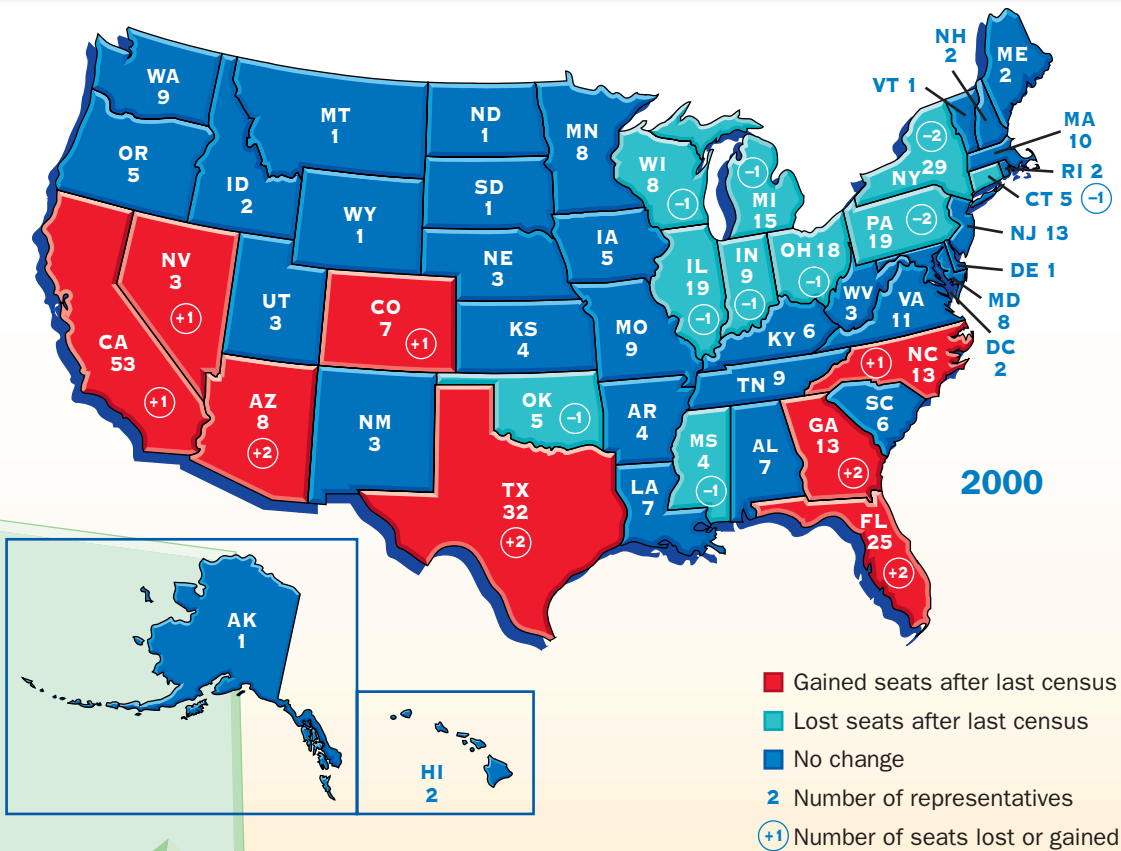 WA
9
OR
5
CA
53
+1
NV
3
+1
ID
2
MT
1
WY
1
UT
3
AZ
8
+2
CO
7
+1
NM
3
ND
1
SD
1
NE
3
KS
4
OK
5 −1
TX
32
+2
MN
8
IA
5
MO
9
AR
4
LA
7
WI
8
−1
IL
19
−1
MI
15
−1
IN
9
−1
OH 18
−1
KY 6
TN 9
MS
4
−1
AL
7
GA
13
+2
FL
25
+2
SC
6
NC
13
+1
VA
11
WV
3
PA
19
−2
NY 29
−2
VT 1
NH
2
ME
2
MA
10
RI 2
CT 5 −1
NJ 13
DE 1
MD
8
DC
2
2000
AK
1
HI
2
Gained seats after last census
Lost seats after last census
No change
2 Number of representatives
+1 Number of seats lost or gained